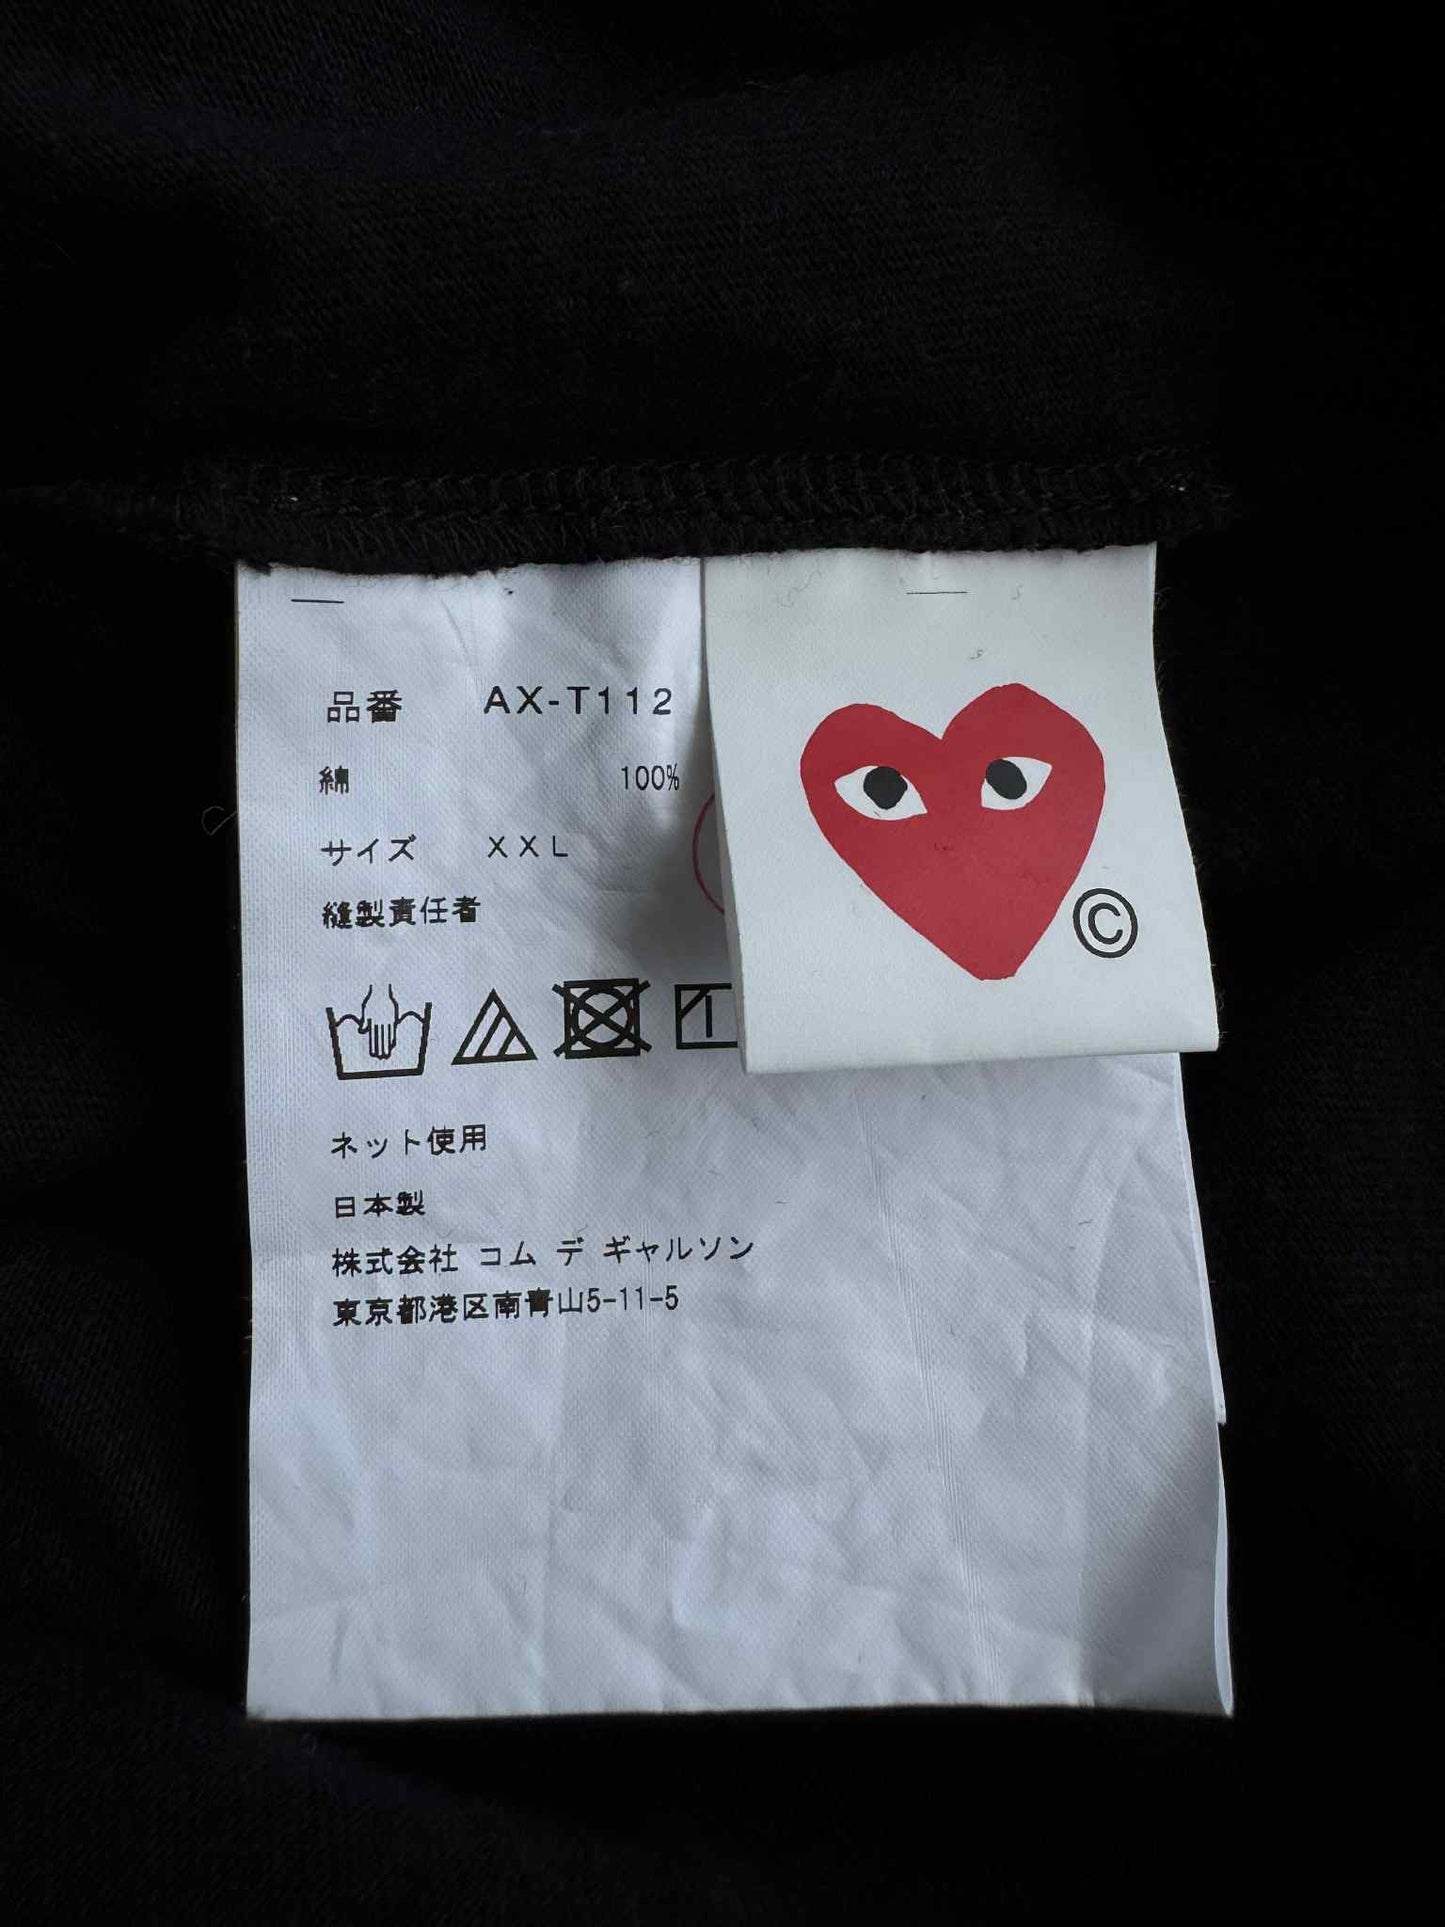 品番 AX-T112
綿 100%
サイズ XXL
縫製責任者
©
ネット使用
日本製
株式会社 コム デ ギャルソン
東京都港区南青山5-11-5